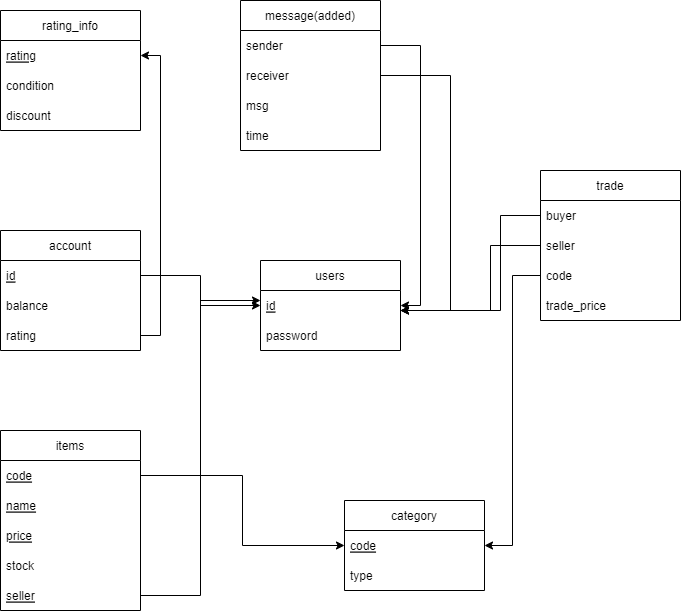 rating_info
rating
condition
discount
message(added)
sender
receiver
msg
time
trade
buyer
seller
code
trade_price
account
id
balance
rating
users
id
password
items
code
name
price
stock
seller
category
code
type